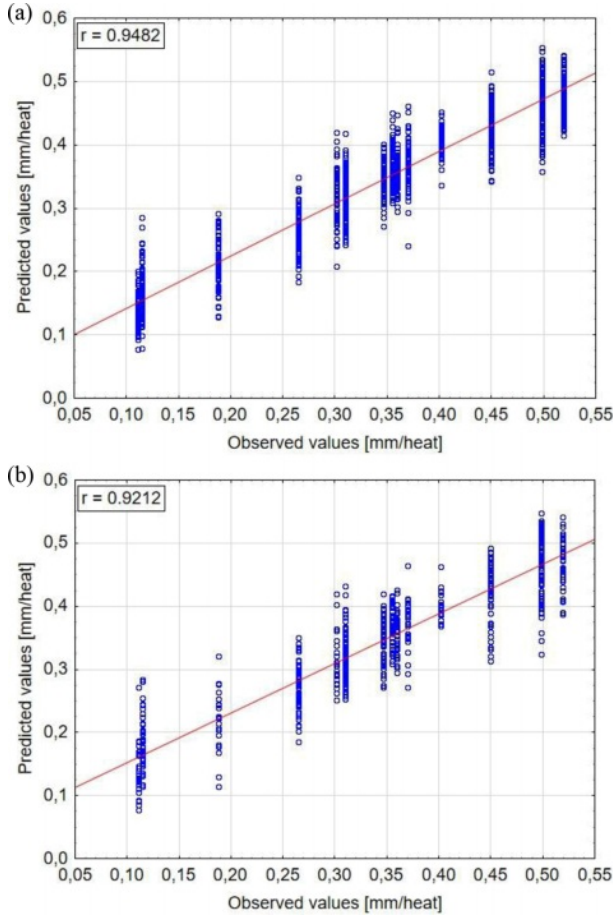 (a)
r = 0.9482
Predicted values [mm/heat]
0,6
0,5
0,4
0,3
0,2
0,1
0,0
0,05 0,10 0,15 0,20 0,25 0,30 0,35 0,40 0,45 0,50 0,55
Observed values [mm/heat]
(b)
r = 0.9212
Predicted values [mm/heat]
0,6
0,5
0,4
0,3
0,2
0,1
0,0
0,05 0,10 0,15 0,20 0,25 0,30 0,35 0,40 0,45 0,50 0,55
Observed values [mm/heat]